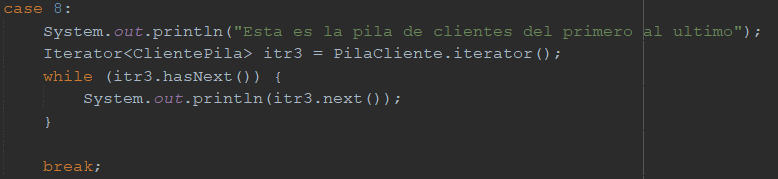 case 8:
System.out.println("Esta es la pila de clientes del primero al ultimo");
Iterator<ClientePila> itr3 = PilaCliente.iterator();
while (itr3.hasNext()) {
System.out.println(itr3.next());
}
break;